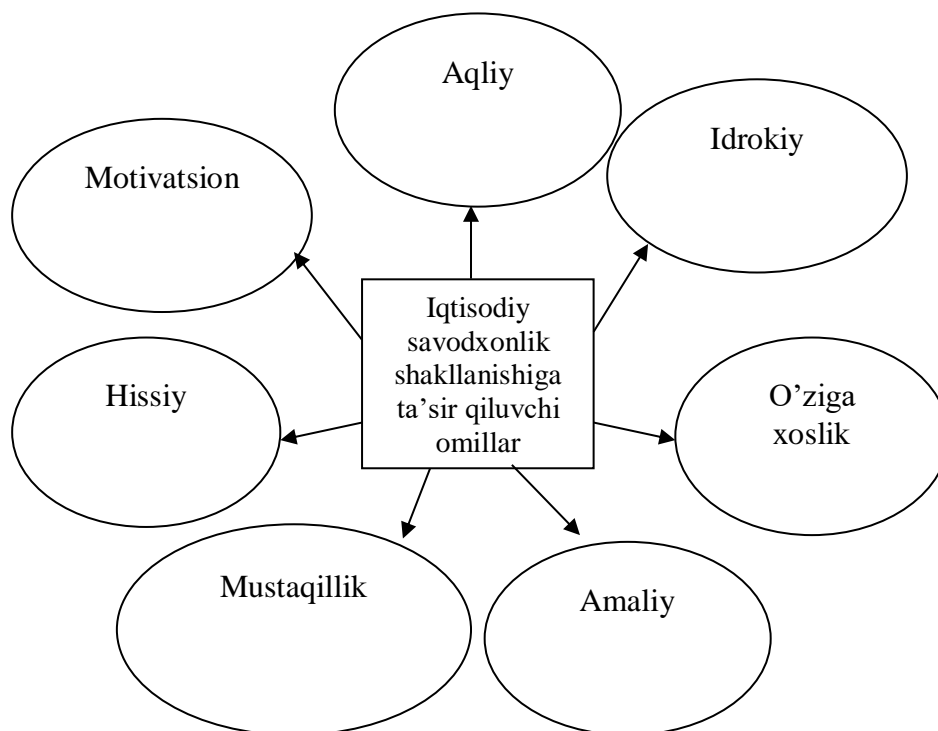 Aqliy
Idrokiy
Motivatsion
Iqtisodiy
savodxonlik
shakllanishiga
ta’sir qiluvchi
omillar
Hissiy
O’ziga
xoslik
Mustaqillik
Amaliy